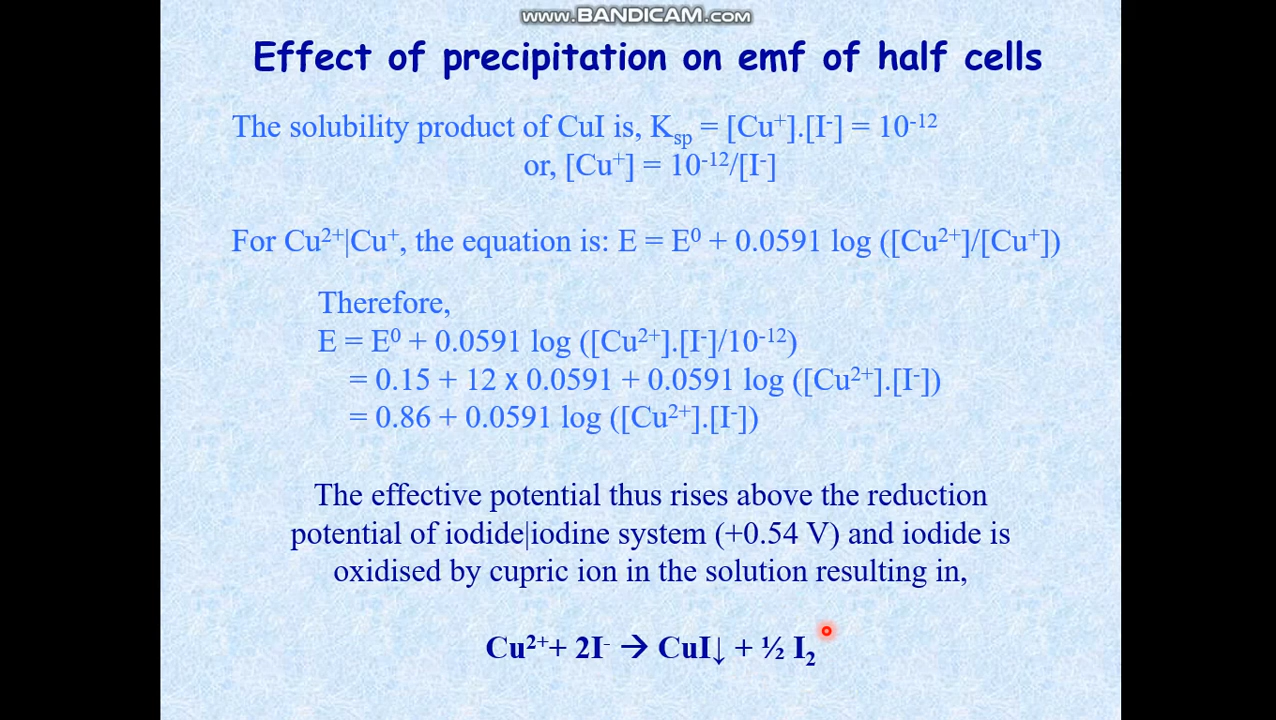 www.BANDICAM.com
Effect of precipitation on emf of half cells
The solubility product of CuI is, Kₛₚ = [Cu⁺].[I⁻] = 10⁻¹²
or, [Cu⁺] = 10⁻¹²/[I⁻]
For Cu²⁺|Cu⁺, the equation is: E = E⁰ + 0.0591 log ([Cu²⁺]/[Cu⁺])
Therefore,
E = E⁰ + 0.0591 log ([Cu²⁺].[I⁻]/10⁻¹²)
= 0.15 + 12 x 0.0591 + 0.0591 log ([Cu²⁺].[I⁻])
= 0.86 + 0.0591 log ([Cu²⁺].[I⁻])
The effective potential thus rises above the reduction
potential of iodide|iodine system (+0.54 V) and iodide is
oxidised by cupric ion in the solution resulting in,
Cu²⁺+ 2I⁻ → CuI↓ + ½ I₂